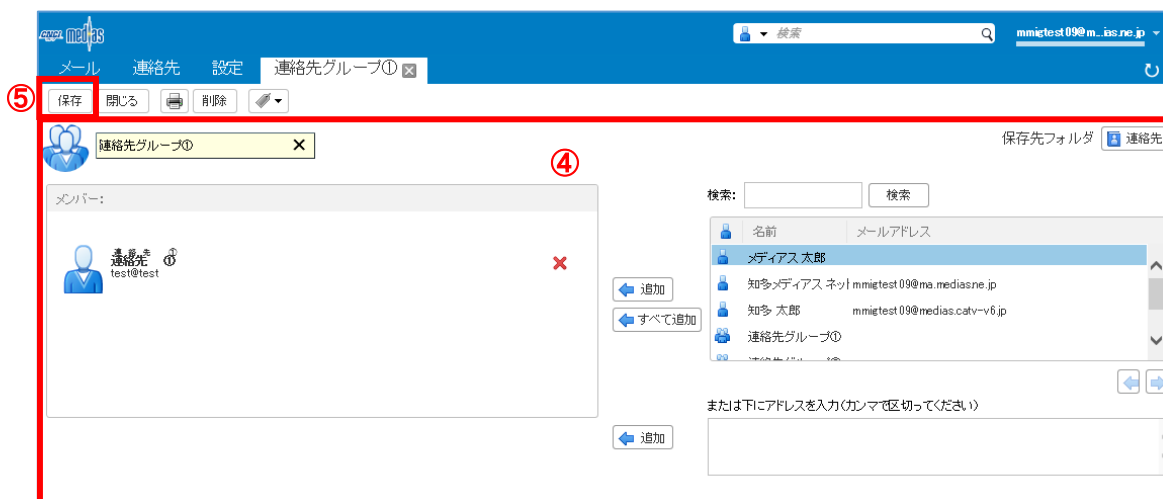 CNCI medias
検索
mmigtest09@m...ias.ne.jp
メール 連絡先 設定 連絡先グループ①
⑤ 保存 閉じる 削除
連絡先グループ①
保存先フォルダ 連絡先
④
メンバー:
連絡先 ①
test@test
検索: 検索
名前 メールアドレス
メディアス 太郎
知多メディアス ネット mmigtest09@ma.medias.ne.jp
知多 太郎 mmigtest09@medias.catv-v6.jp
連絡先グループ①
追加
すべて追加
または下にアドレスを入力(カンマで区切ってください)
追加